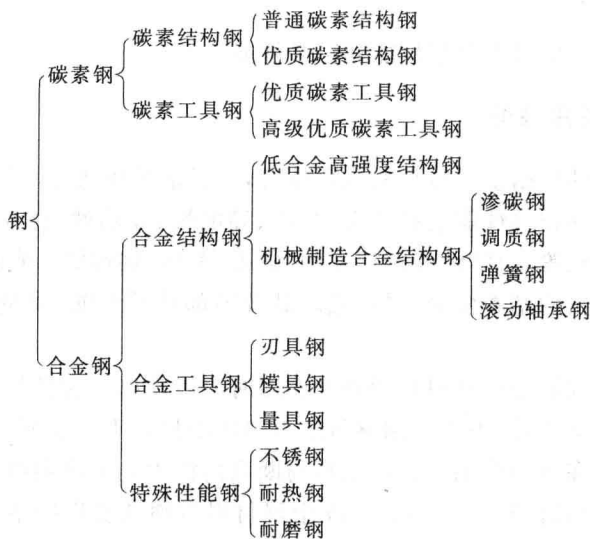 普通碳素结构钢
碳素结构钢
优质碳素结构钢
碳素钢
优质碳素工具钢
碳素工具钢
高级优质碳素工具钢
低合金高强度结构钢
渗碳钢
钢
合金结构钢
调质钢
机械制造合金结构钢
弹簧钢
滚动轴承钢
刃具钢
合金钢
合金工具钢
模具钢
量具钢
不锈钢
特殊性能钢
耐热钢
耐磨钢